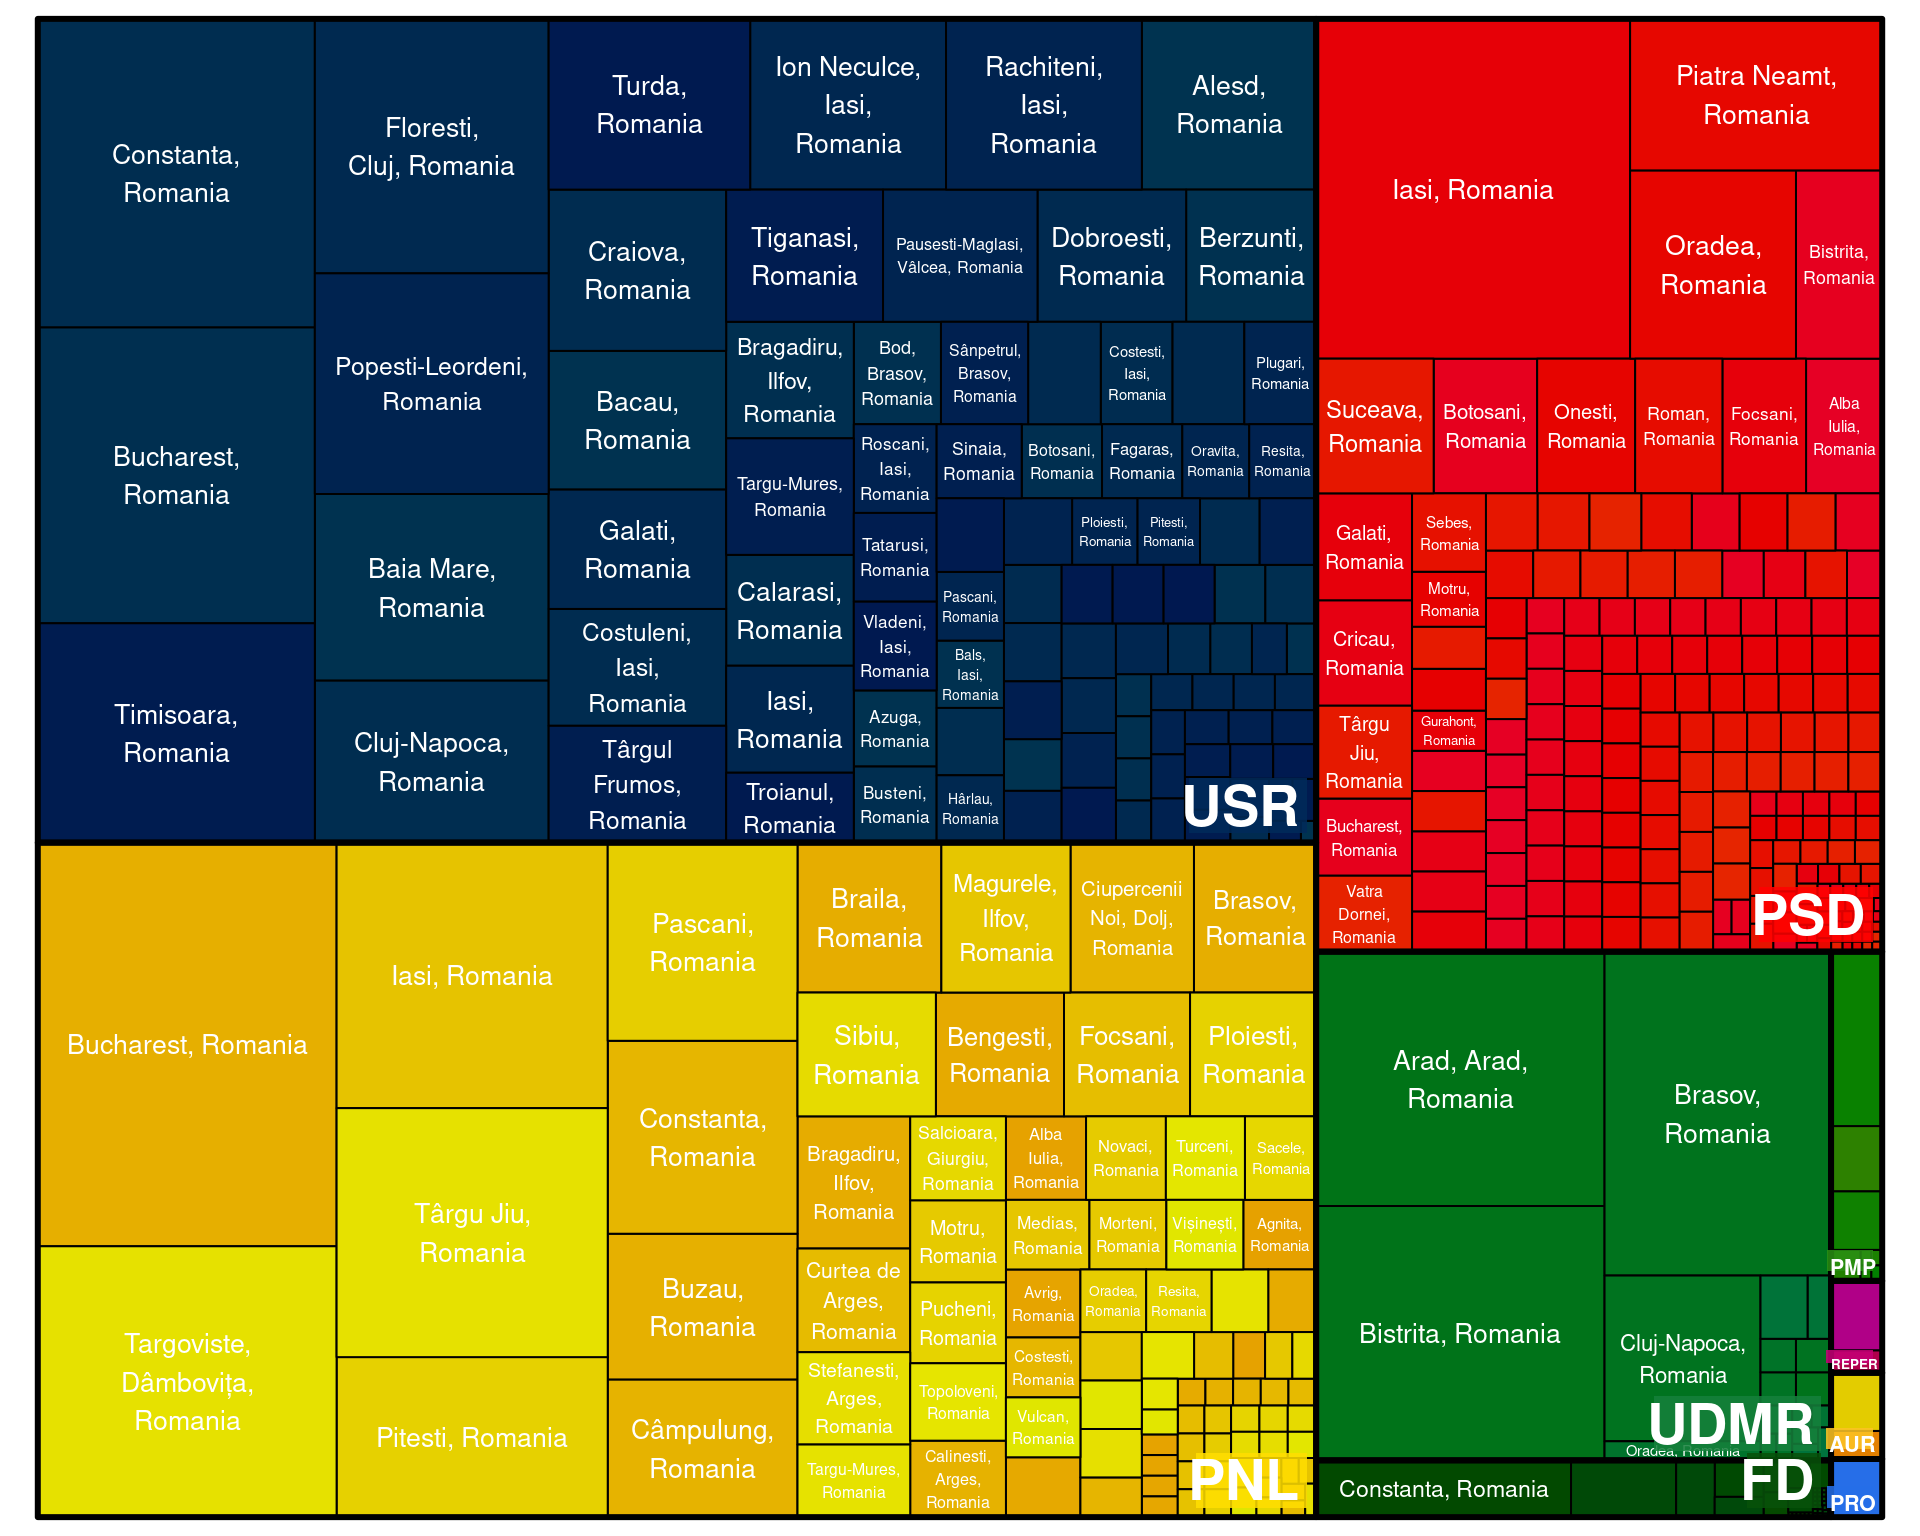 Constanta,
Romania
Bucharest,
Romania
Timisoara,
Romania
Floresti,
Cluj, Romania
Popesti-Leordeni,
Romania
Baia Mare,
Romania
Cluj-Napoca,
Romania
Turda,
Romania
Ion Neculce,
Iasi,
Romania
Rachiteni,
Iasi,
Romania
Alesd,
Romania
Craiova,
Romania
Bacau,
Romania
Galati,
Romania
Costuleni,
Iasi,
Romania
Târgul
Frumos,
Romania
Tiganasi,
Romania
Pausesti-Maglasi,
Vâlcea, Romania
Dobroesti,
Romania
Berzunti,
Romania
Bragadiru,
Ilfov,
Romania
Targu-Mures,
Romania
Calarasi,
Romania
Iasi,
Romania
Troianul,
Romania
Bod,
Brasov,
Romania
Sânpetrul,
Brasov,
Romania
Costesti,
Iasi,
Romania
Plugari,
Romania
Roscani,
Iasi,
Romania
Tatarusi,
Romania
Vladeni,
Iasi,
Romania
Azuga,
Romania
Busteni,
Romania
Sinaia,
Romania
Botosani,
Romania
Fagaras,
Romania
Oravita,
Romania
Resita,
Romania
Ploiesti,
Romania
Pitesti,
Romania
Pascani,
Romania
Bals,
Iasi,
Romania
Hârlau,
Romania
USR
Iasi, Romania
Piatra Neamt,
Romania
Oradea,
Romania
Bistrita,
Romania
Suceava,
Romania
Botosani,
Romania
Onesti,
Romania
Roman,
Romania
Focsani,
Romania
Alba
Iulia,
Romania
Galati,
Romania
Cricau,
Romania
Târgu
Jiu,
Romania
Bucharest,
Romania
Vatra
Dornei,
Romania
Sebes,
Romania
Motru,
Romania
Gurahont,
Romania
PSD
Bucharest, Romania
Targoviste,
Dâmbovița,
Romania
Iasi, Romania
Târgu Jiu,
Romania
Pitesti, Romania
Pascani,
Romania
Constanta,
Romania
Buzau,
Romania
Câmpulung,
Romania
Braila,
Romania
Magurele,
Ilfov,
Romania
Ciupercenii
Noi, Dolj,
Romania
Brasov,
Romania
Sibiu,
Romania
Bengesti,
Romania
Focsani,
Romania
Ploiesti,
Romania
Bragadiru,
Ilfov,
Romania
Curtea de
Arges,
Romania
Stefanesti,
Arges,
Romania
Targu-Mures,
Romania
Salcioara,
Giurgiu,
Romania
Motru,
Romania
Pucheni,
Romania
Topoloveni,
Romania
Calinesti,
Arges,
Romania
Alba
Iulia,
Romania
Novaci,
Romania
Turceni,
Romania
Sacele,
Romania
Medias,
Romania
Morteni,
Romania
Vișinești,
Romania
Agnita,
Romania
Avrig,
Romania
Oradea,
Romania
Resita,
Romania
Costesti,
Romania
Vulcan,
Romania
PNL
Arad, Arad,
Romania
Bistrita, Romania
Brasov,
Romania
Cluj-Napoca,
Romania
Oradea, Romania
UDMR
Constanta, Romania
FD
PMP
REPER
AUR
PRO